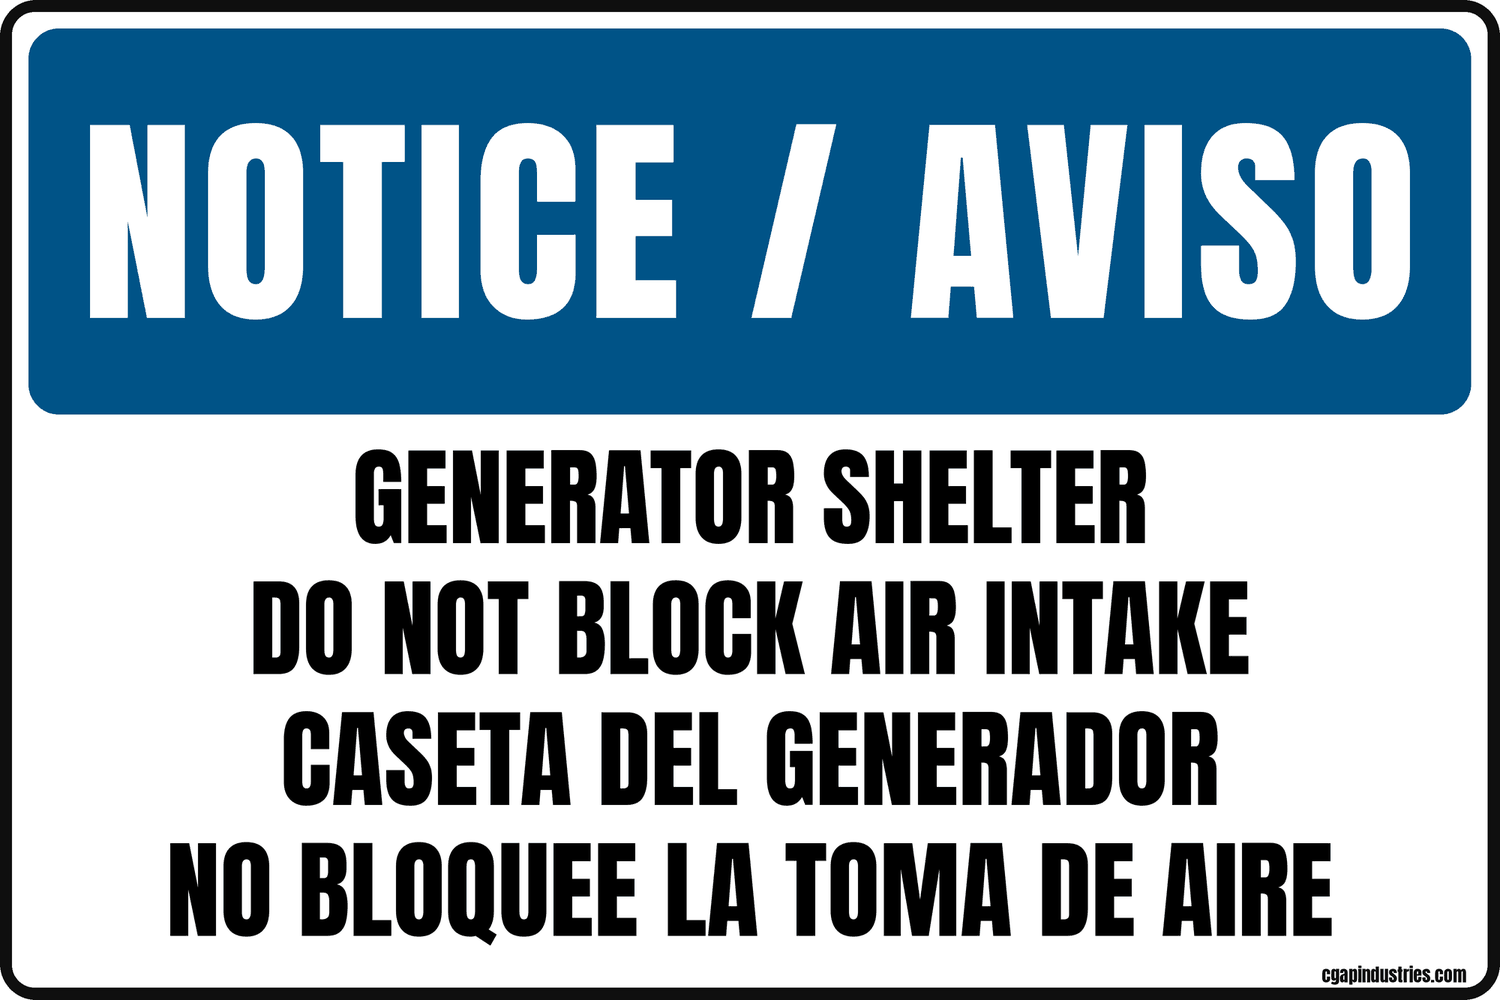 NOTICE / AVISO
GENERATOR SHELTER
DO NOT BLOCK AIR INTAKE
CASETA DEL GENERADOR
NO BLOQUEE LA TOMA DE AIRE
cgapindustries.com